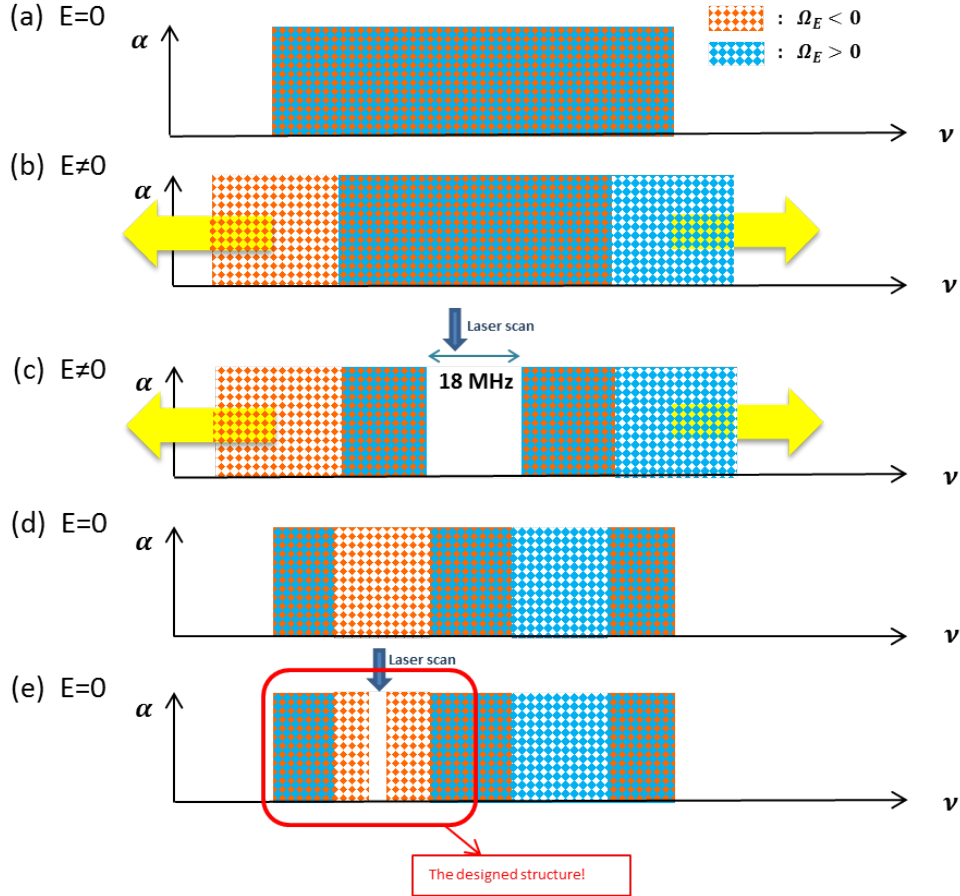 (a) E=0
α
ν
: Ω_E < 0
: Ω_E > 0
(b) E≠0
α
ν
Laser scan
(c) E≠0
α
18 MHz
ν
(d) E=0
α
ν
Laser scan
(e) E=0
α
ν
The designed structure!